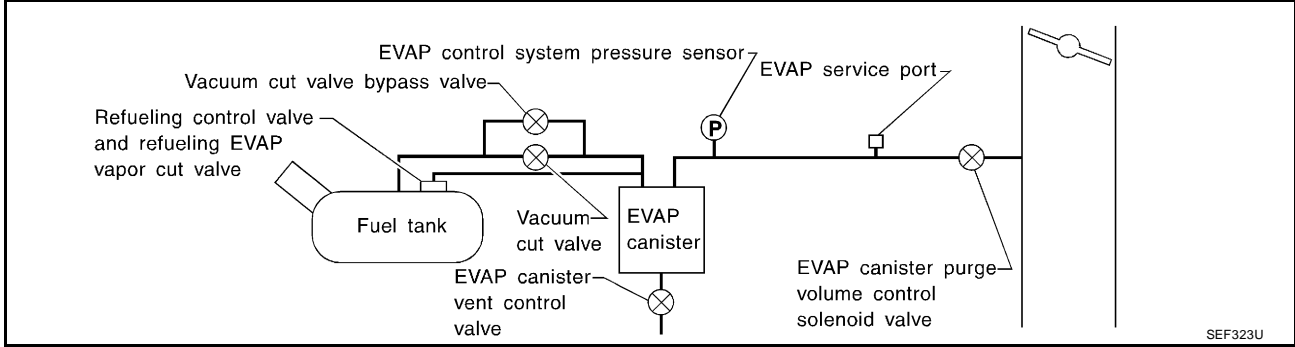 EVAP control system pressure sensor
EVAP service port
Vacuum cut valve bypass valve
Refueling control valve
and refueling EVAP
vapor cut valve
P
Fuel tank
Vacuum
cut valve
EVAP
canister
EVAP canister
vent control
valve
EVAP canister purge
volume control
solenoid valve
SEF323U